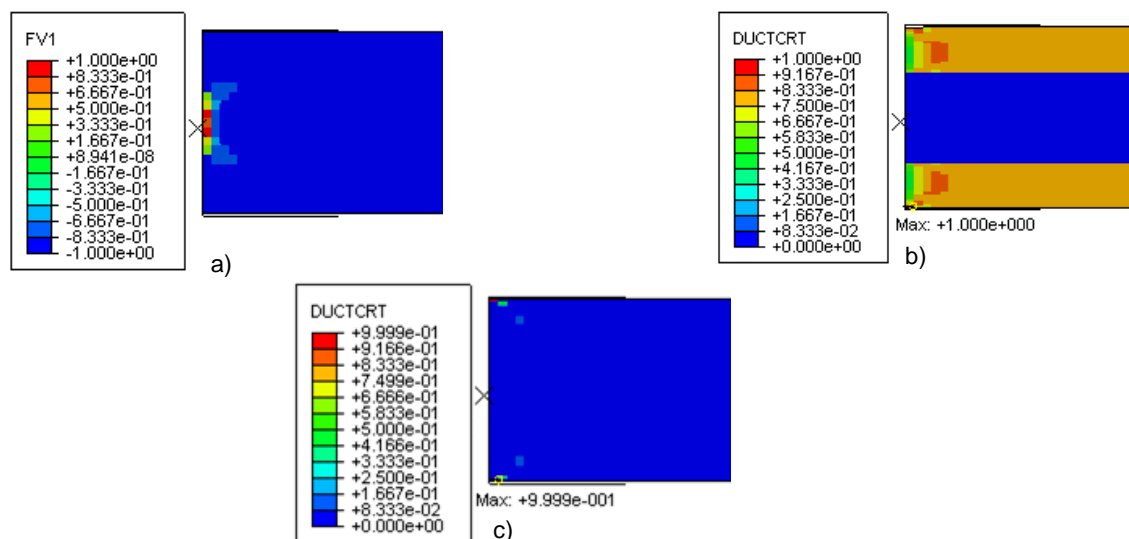 FV1
+1.000e+00
+8.333e-01
+6.667e-01
+5.000e-01
+3.333e-01
+1.667e-01
+8.941e-08
-1.667e-01
-3.333e-01
-5.000e-01
-6.667e-01
-8.333e-01
-1.000e+00
a)
DUCTCRT
+1.000e+00
+9.167e-01
+8.333e-01
+7.500e-01
+6.667e-01
+5.833e-01
+5.000e-01
+4.167e-01
+3.333e-01
+2.500e-01
+1.667e-01
+8.333e-02
+0.000e+00
Max: +1.000e+000
b)
DUCTCRT
+9.999e-01
+9.166e-01
+8.333e-01
+7.499e-01
+6.666e-01
+5.833e-01
+5.000e-01
+4.166e-01
+3.333e-01
+2.500e-01
+1.667e-01
+8.333e-02
+0.000e+00
Max: +9.999e-001
c)